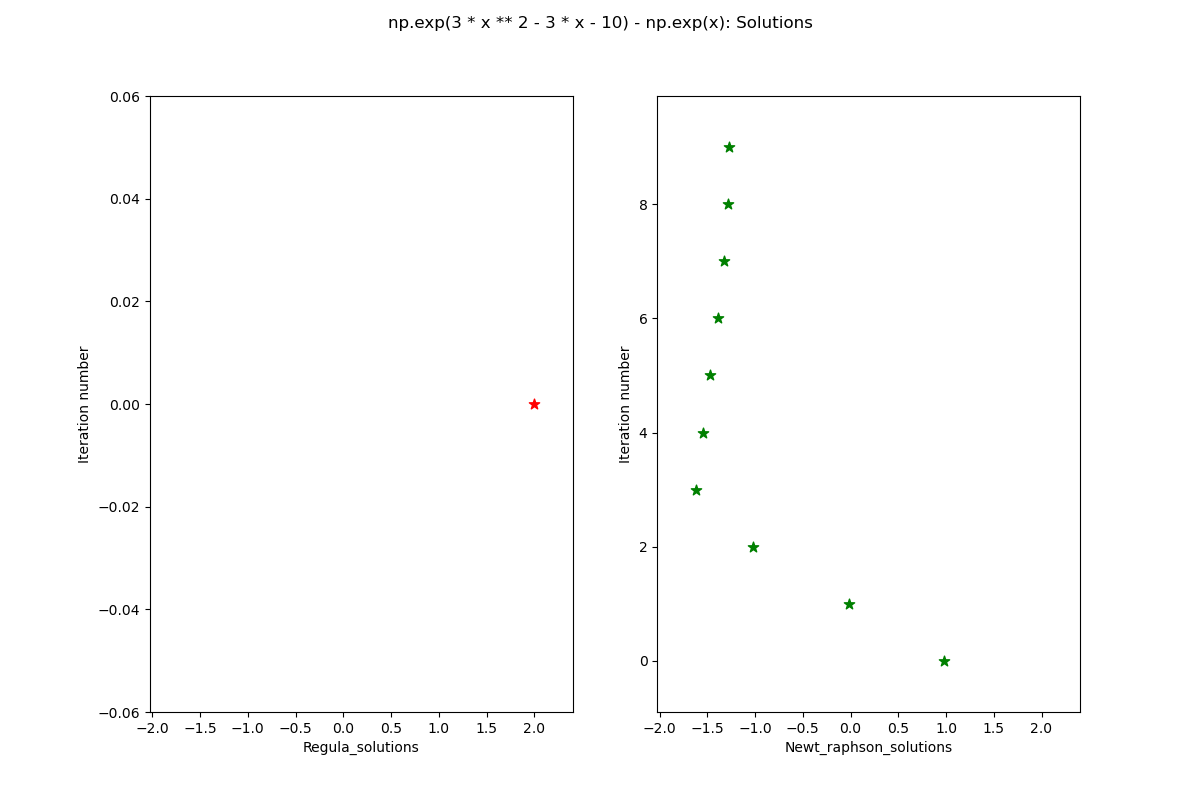 np.exp(3 * x ** 2 - 3 * x - 10) - np.exp(x): Solutions
0.06
0.04
0.02
0.00
−0.02
−0.04
−0.06
Iteration number
−2.0 −1.5 −1.0 −0.5 0.0 0.5 1.0 1.5 2.0
Regula_solutions
8
6
4
2
0
Iteration number
−2.0 −1.5 −1.0 −0.5 0.0 0.5 1.0 1.5 2.0
Newt_raphson_solutions